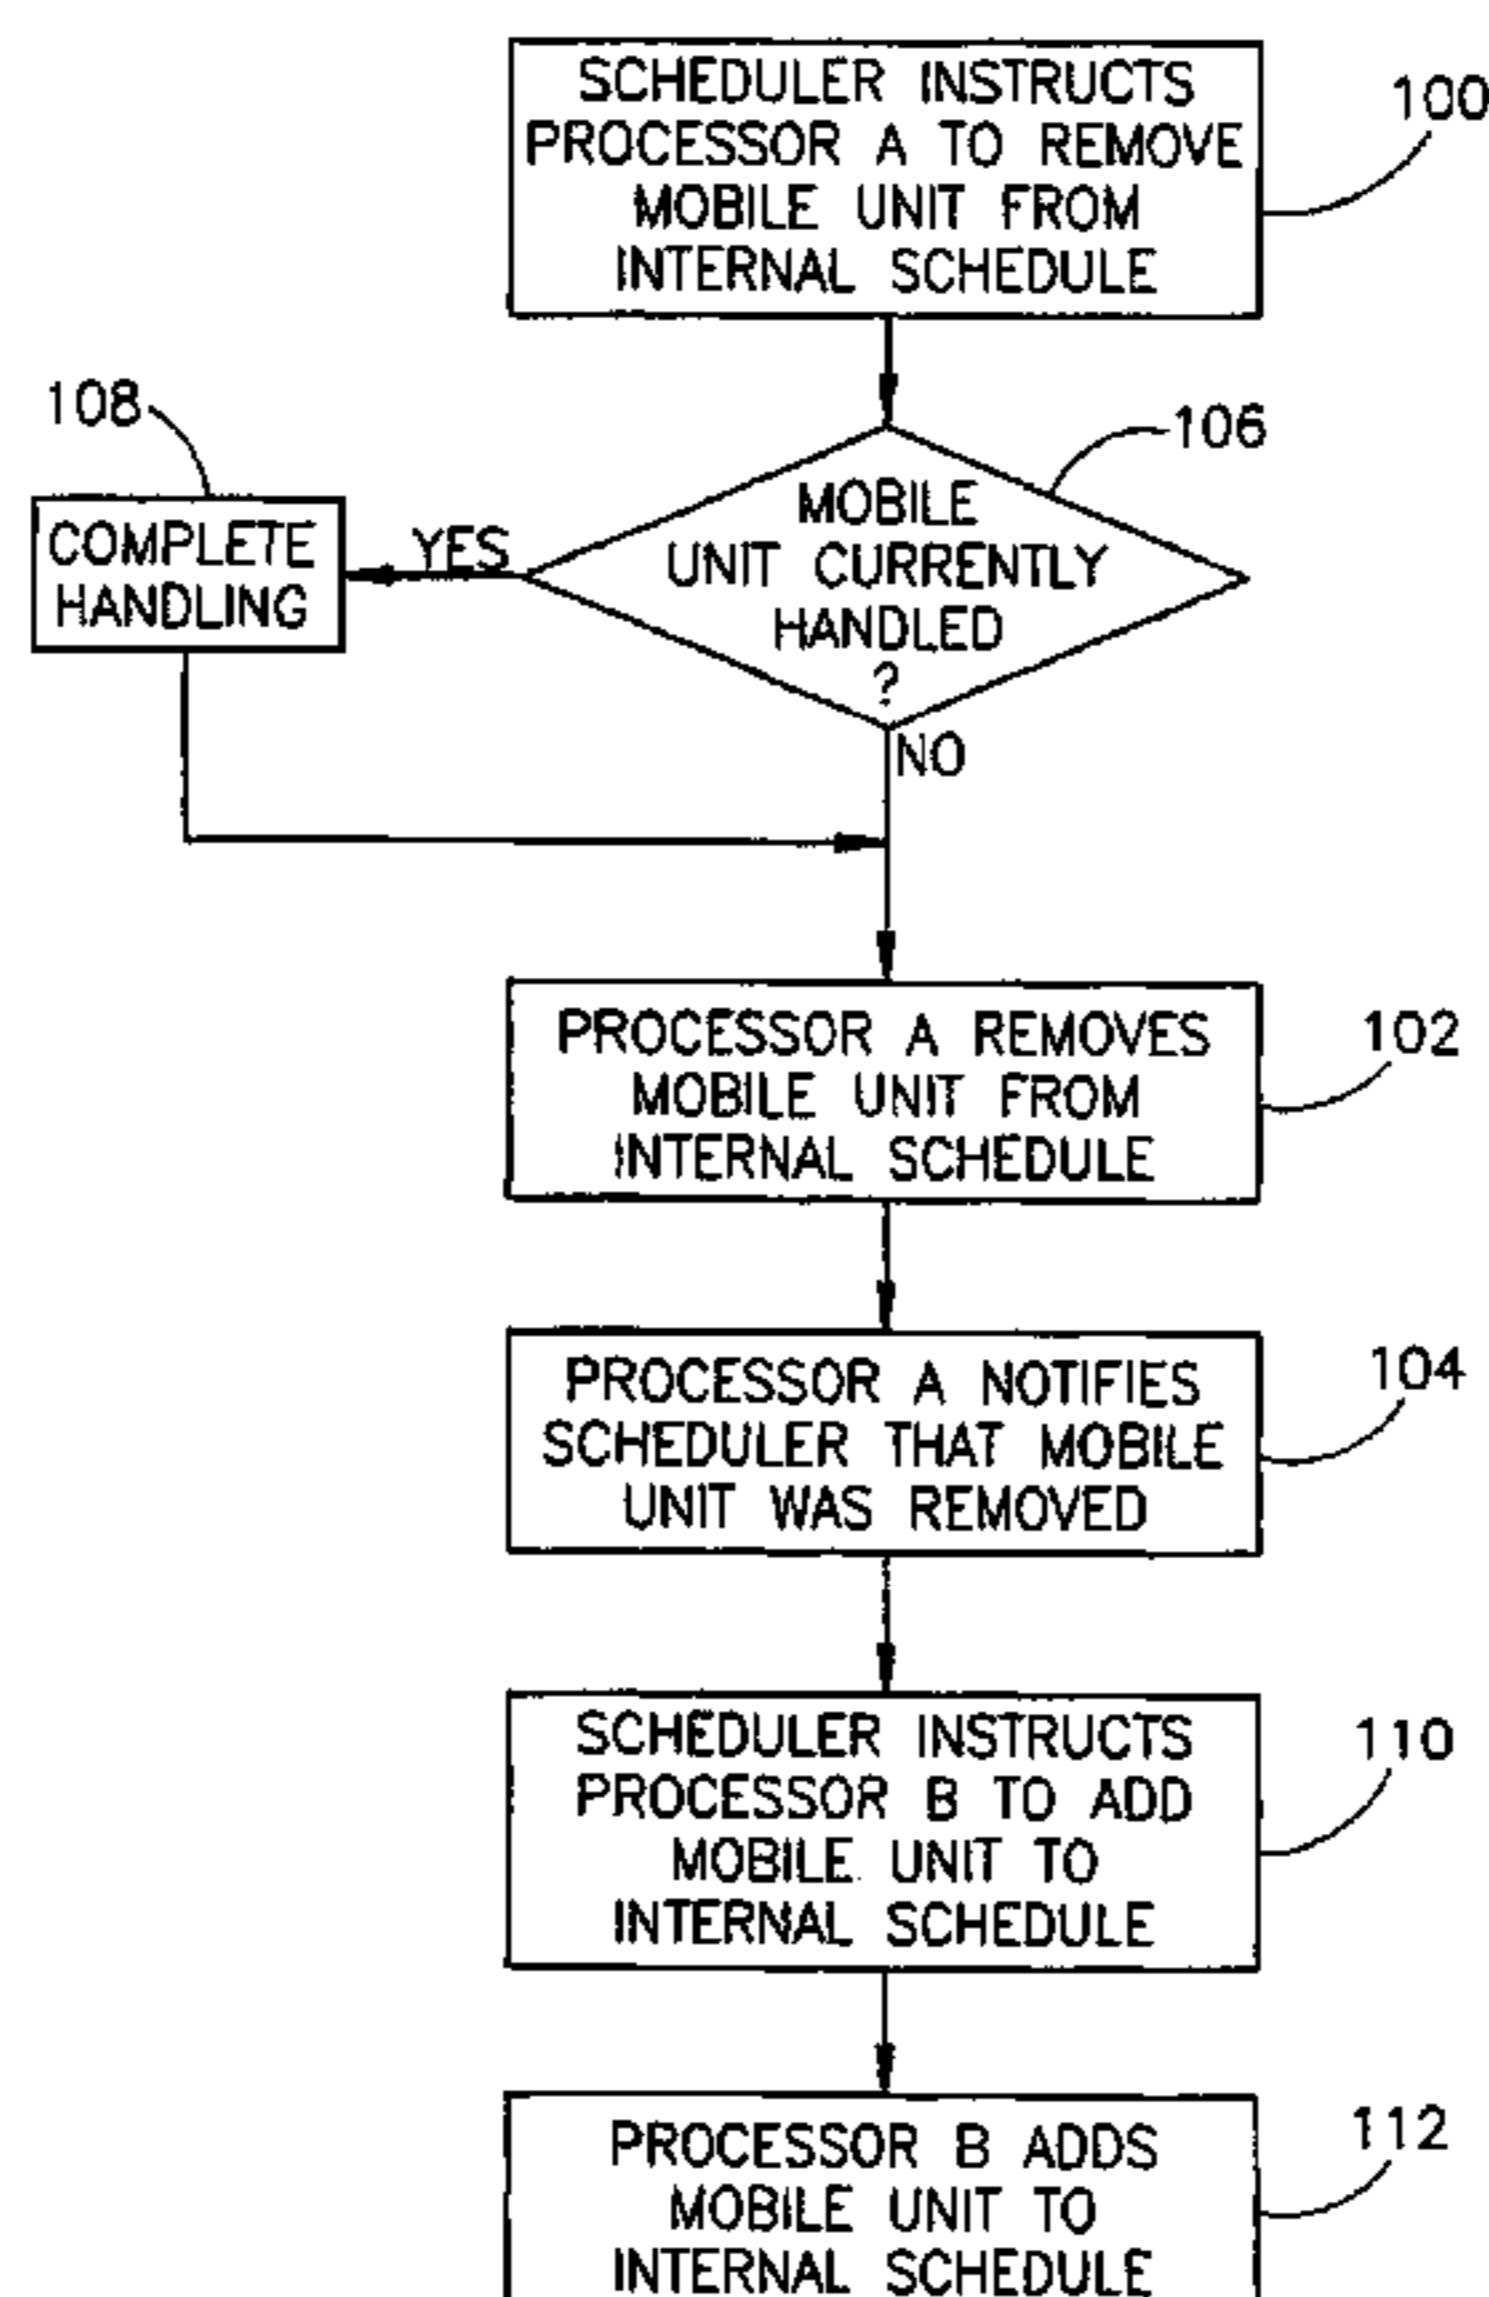 SCHEDULER INSTRUCTS
PROCESSOR A TO REMOVE
MOBILE UNIT FROM
INTERNAL SCHEDULE
100
108
106
COMPLETE
HANDLING
YES
MOBILE
UNIT CURRENTLY
HANDLED
?
NO
PROCESSOR A REMOVES
MOBILE UNIT FROM
INTERNAL SCHEDULE
102
PROCESSOR A NOTIFIES
SCHEDULER THAT MOBILE
UNIT WAS REMOVED
104
SCHEDULER INSTRUCTS
PROCESSOR B TO ADD
MOBILE UNIT TO
INTERNAL SCHEDULE
110
PROCESSOR B ADDS
MOBILE UNIT TO
INTERNAL SCHEDULE
112